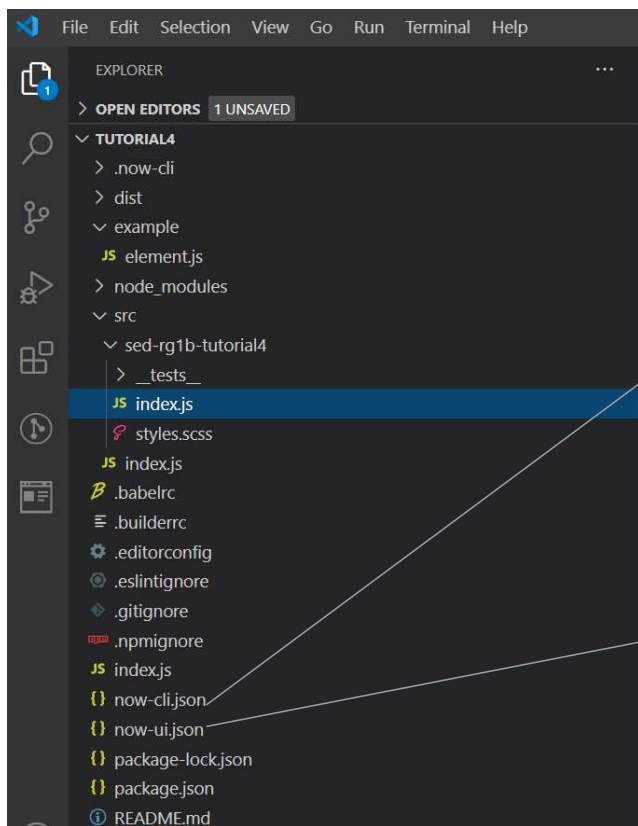 File Edit Selection View Go Run Terminal Help
EXPLORER ...
1
OPEN EDITORS 1 UNSAVED
TUTORIAL4
.now-cli
dist
example
JS element.js
node_modules
src
sed-rg1b-tutorial4
__tests__
JS index.js
styles.scss
JS index.js
.babelrc
.builderrc
.editorconfig
.eslintignore
.gitignore
npm .npmignore
JS index.js
{} now-cli.json
{} now-ui.json
{} package-lock.json
{} package.json
README.md